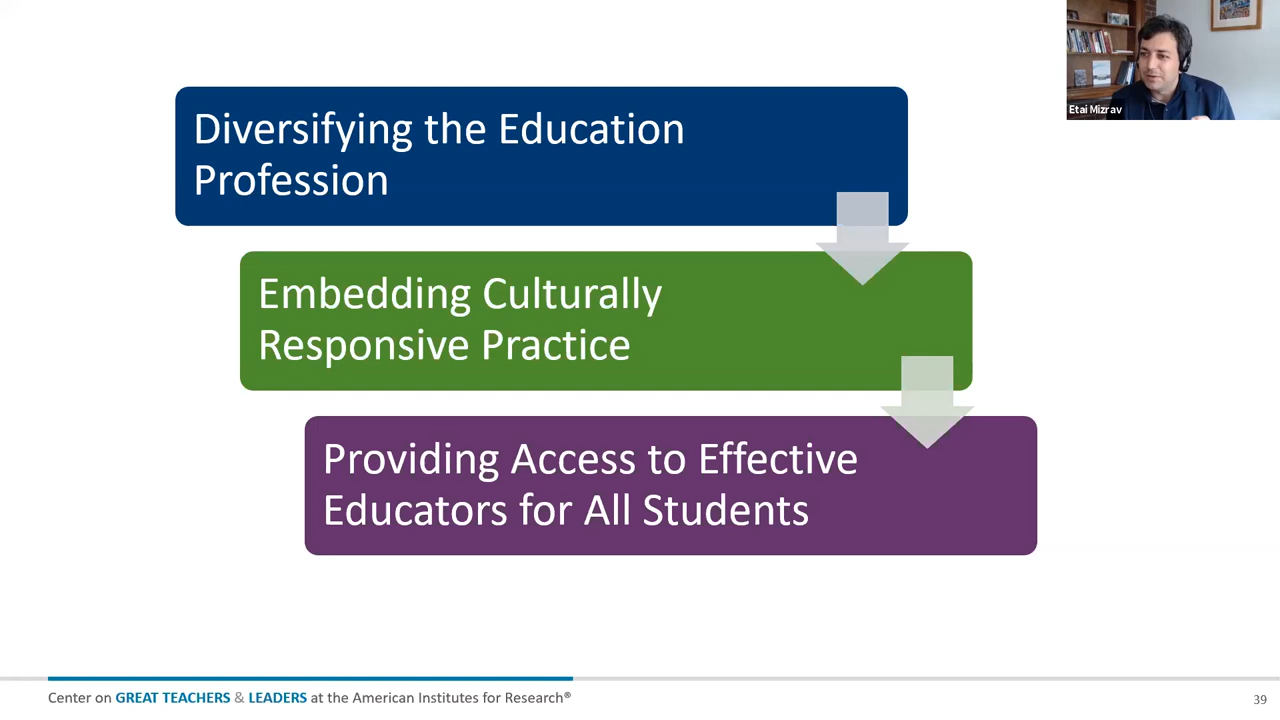 Etai Mizrav
Diversifying the Education
Profession
Embedding Culturally
Responsive Practice
Providing Access to Effective
Educators for All Students
Center on GREAT TEACHERS & LEADERS at the American Institutes for Research®
39